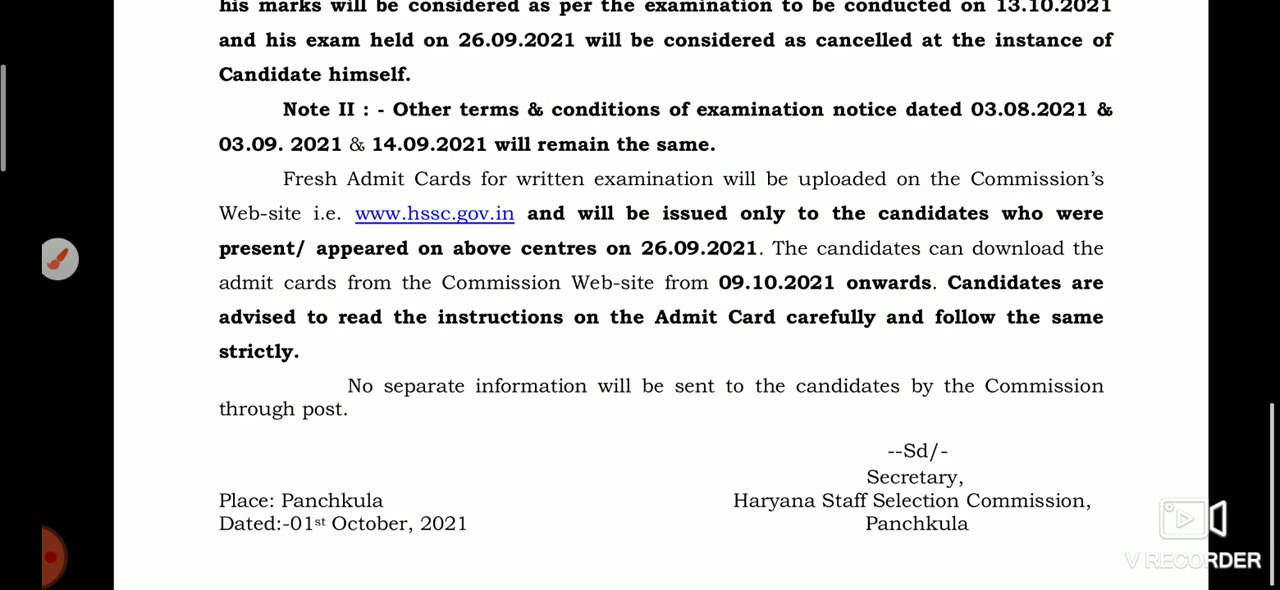 his marks will be considered as per the examination to be conducted on 13.10.2021
and his exam held on 26.09.2021 will be considered as cancelled at the instance of
Candidate himself.
Note II : - Other terms & conditions of examination notice dated 03.08.2021 &
03.09. 2021 & 14.09.2021 will remain the same.
Fresh Admit Cards for written examination will be uploaded on the Commission's
Web-site i.e. www.hssc.gov.in and will be issued only to the candidates who were
present/ appeared on above centres on 26.09.2021. The candidates can download the
admit cards from the Commission Web-site from 09.10.2021 onwards. Candidates are
advised to read the instructions on the Admit Card carefully and follow the same
strictly.
No separate information will be sent to the candidates by the Commission
through post.
--Sd/-
Secretary,
Place: Panchkula Haryana Staff Selection Commission,
Dated:-01st October, 2021 Panchkula
V RECORDER